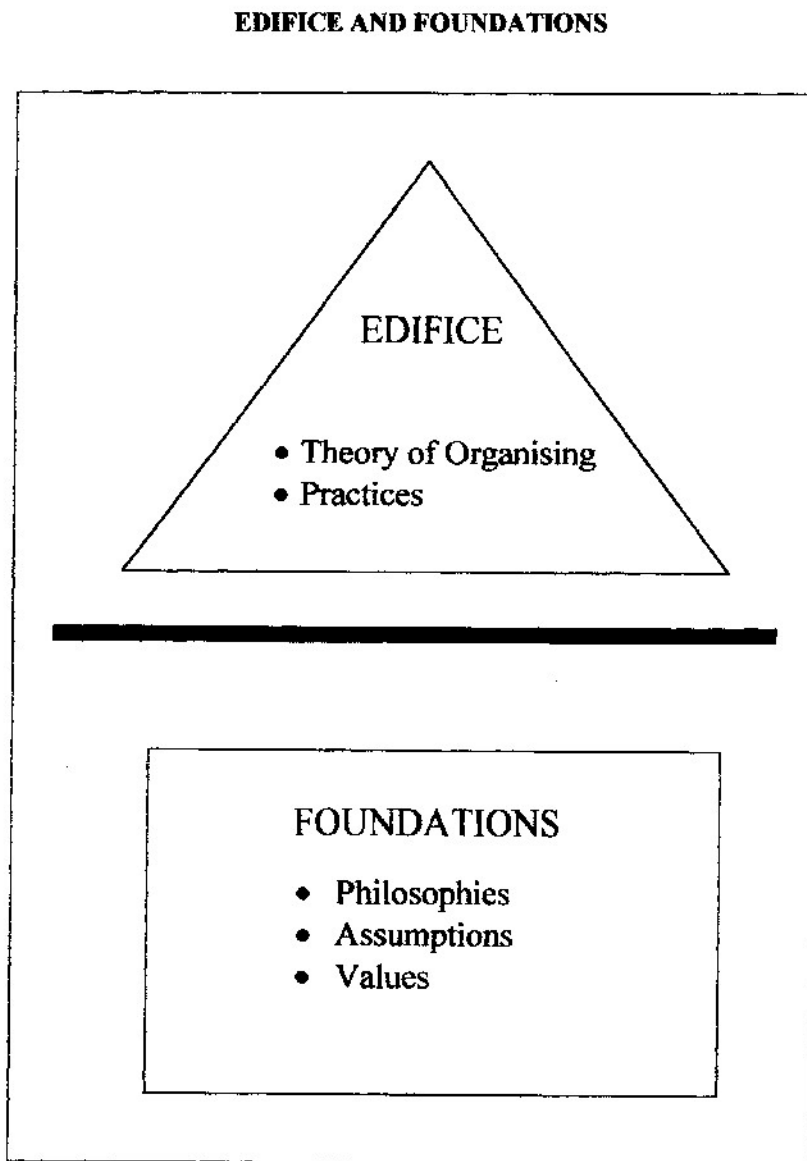 EDIFICE AND FOUNDATIONS
EDIFICE
• Theory of Organising
• Practices
FOUNDATIONS
• Philosophies
• Assumptions
• Values